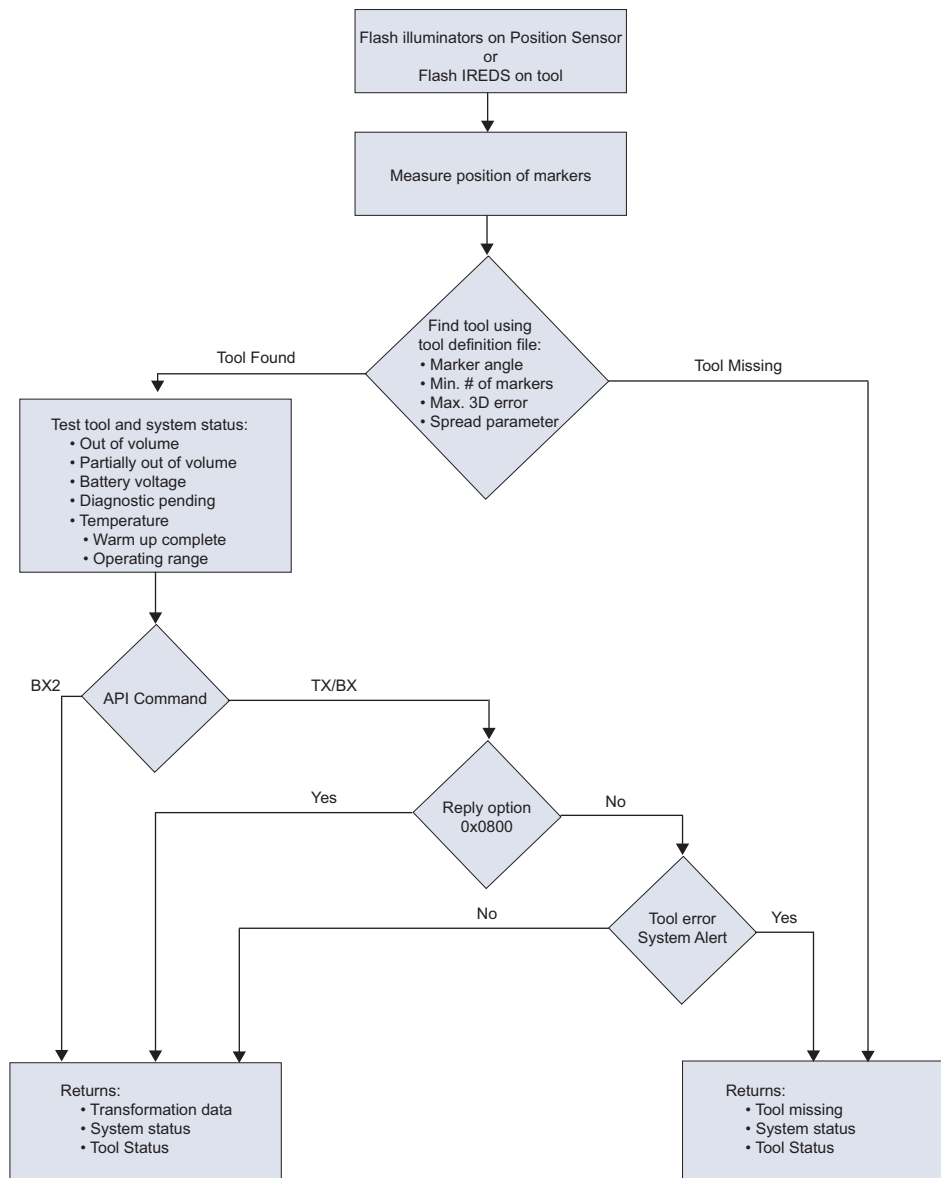 Flash illuminators on Position Sensor
or
Flash IREDS on tool
Measure position of markers
Find tool using
tool definition file:
• Marker angle
• Min. # of markers
• Max. 3D error
• Spread parameter
Tool Found
Tool Missing
Test tool and system status:
• Out of volume
• Partially out of volume
• Battery voltage
• Diagnostic pending
• Temperature
• Warm up complete
• Operating range
BX2
API Command
TX/BX
Yes
Reply option
0x0800
No
No
Tool error
System Alert
Yes
Returns:
• Transformation data
• System status
• Tool Status
Returns:
• Tool missing
• System status
• Tool Status